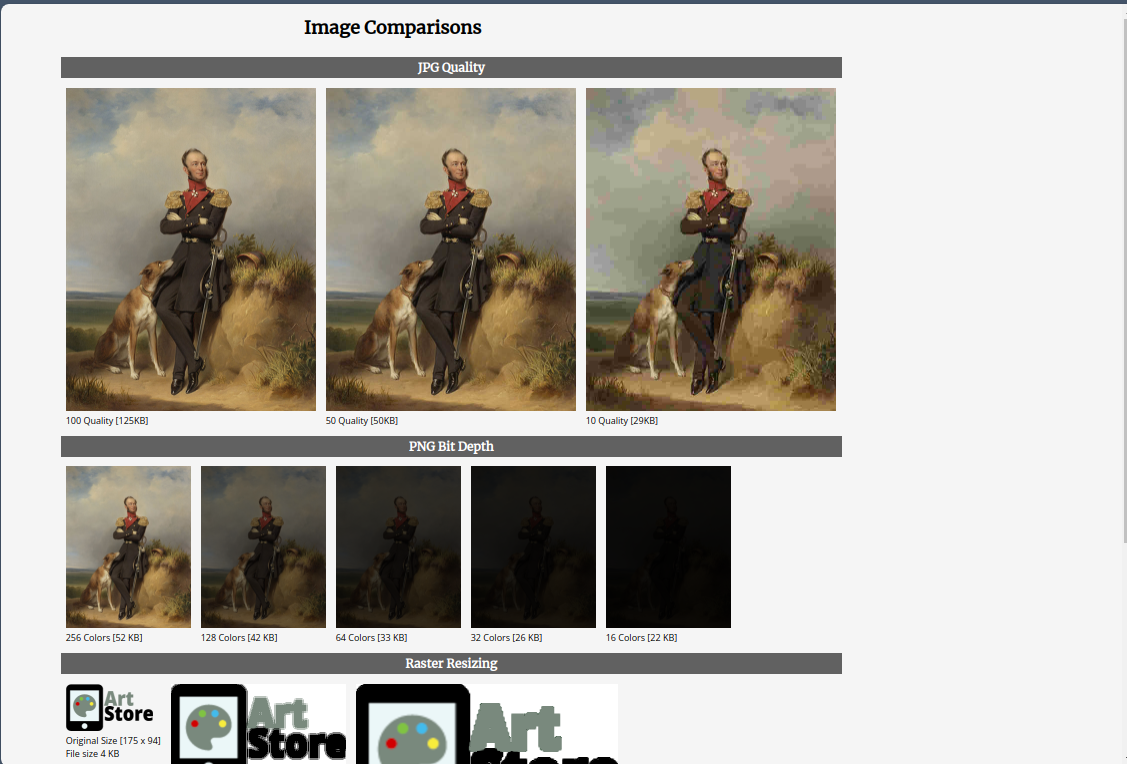 Image Comparisons
JPG Quality
100 Quality [125KB]
50 Quality [50KB]
10 Quality [29KB]
PNG Bit Depth
256 Colors [52 KB]
128 Colors [42 KB]
64 Colors [33 KB]
32 Colors [26 KB]
16 Colors [22 KB]
Raster Resizing
Art
Store
Original Size [175 x 94]
File size 4 KB
Art
Store
Art
Store